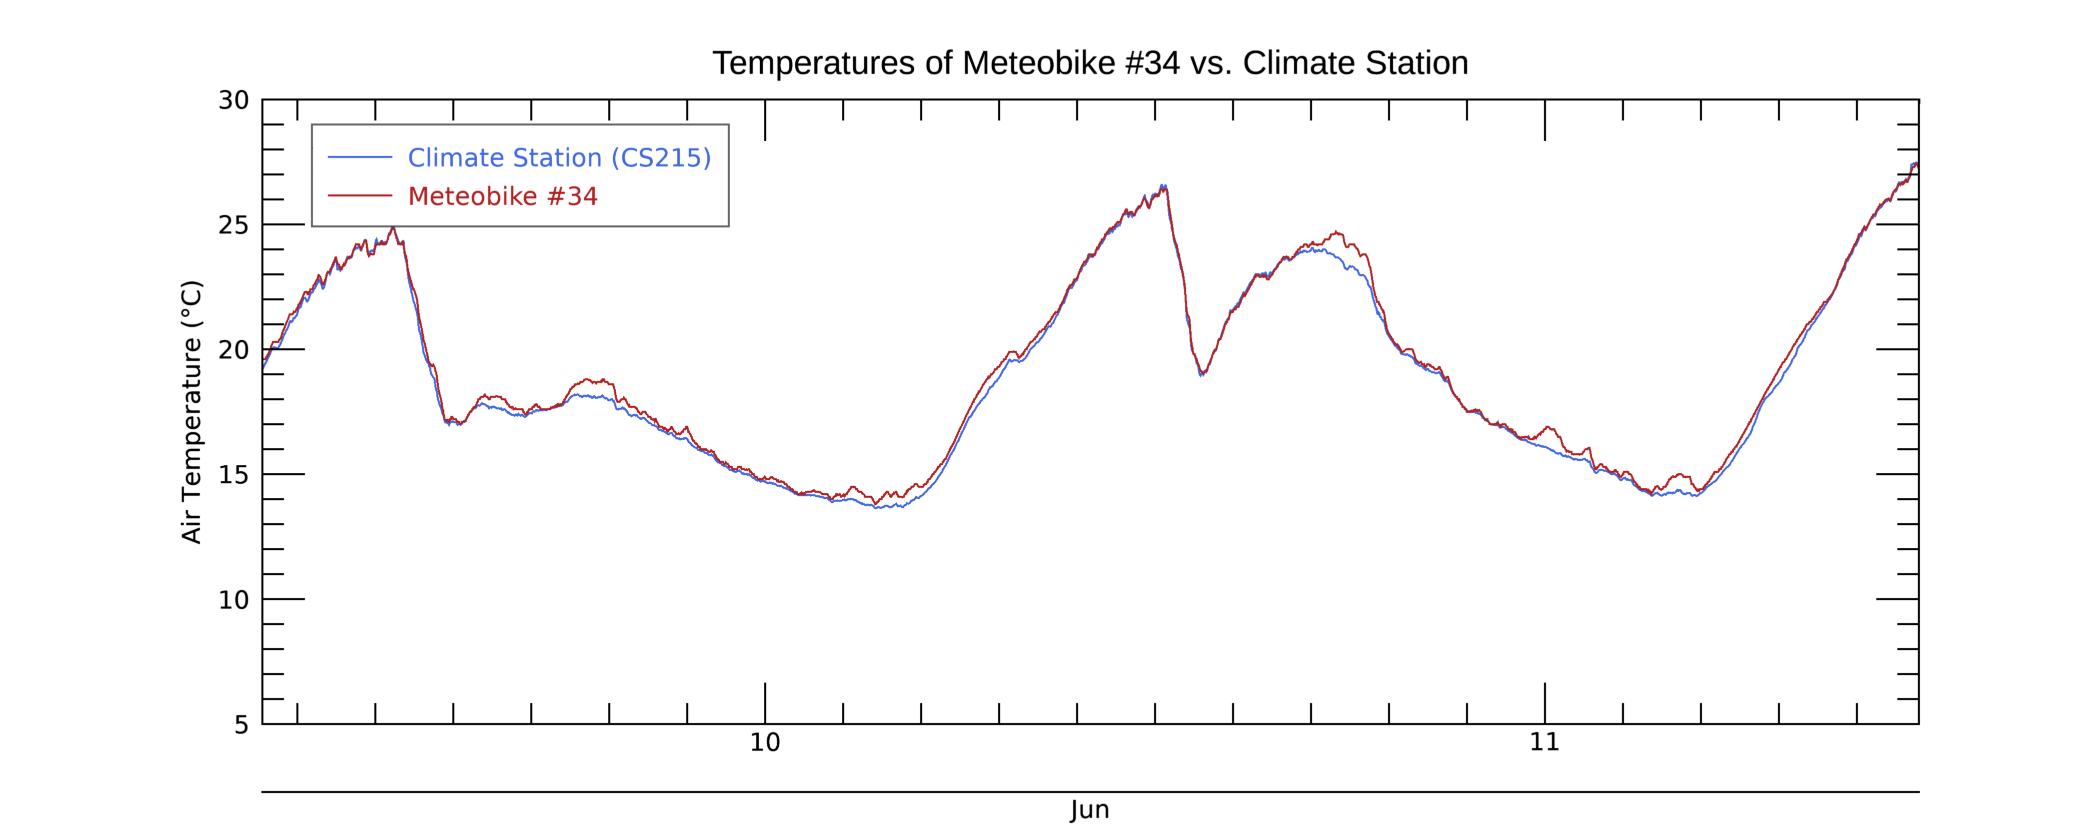 Temperatures of Meteobike #34 vs. Climate Station
30
25
20
15
10
5
Air Temperature (°C)
Climate Station (CS215)
Meteobike #34
10
11
Jun